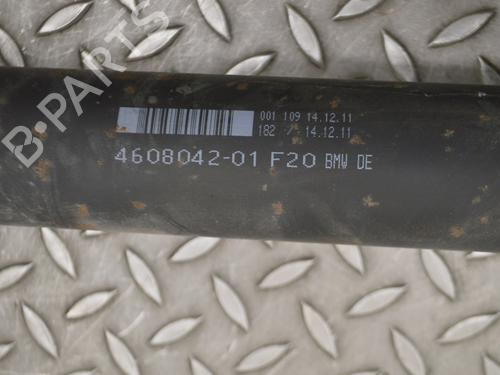 B-PARTS
001 109 14.12.11
182 / 14.12.11
4608042-01 F20 BMW DE